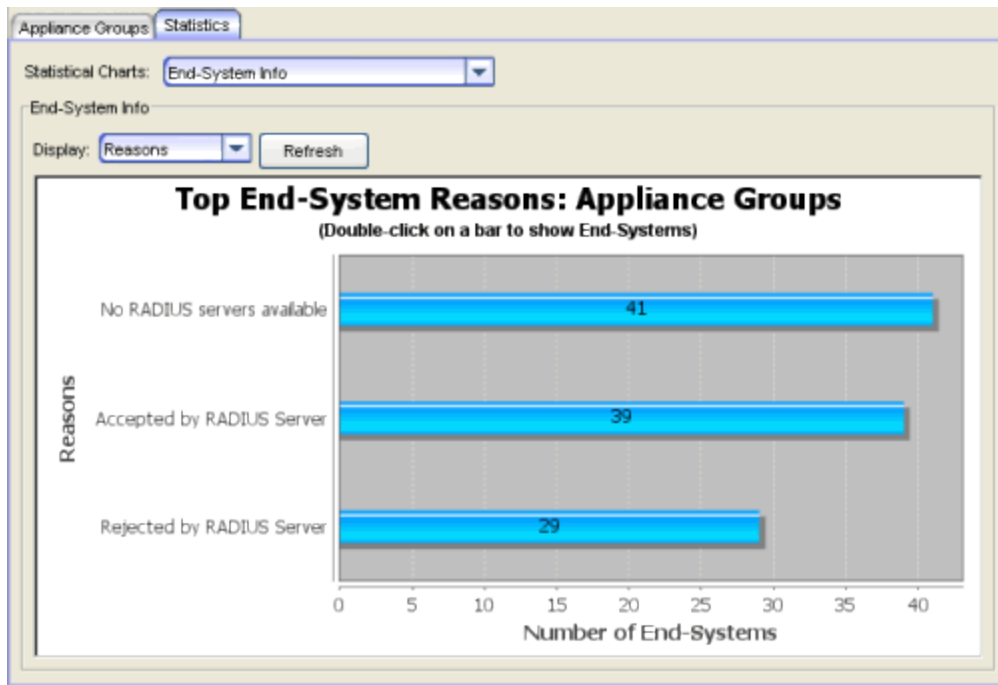 Appliance Groups Statistics
Statistical Charts: End-System Info
End-System Info
Display: Reasons Refresh
Top End-System Reasons: Appliance Groups
(Double-click on a bar to show End-Systems)
Reasons
No RADIUS servers available 41
Accepted by RADIUS Server 39
Rejected by RADIUS Server 29
0 5 10 15 20 25 30 35 40
Number of End-Systems